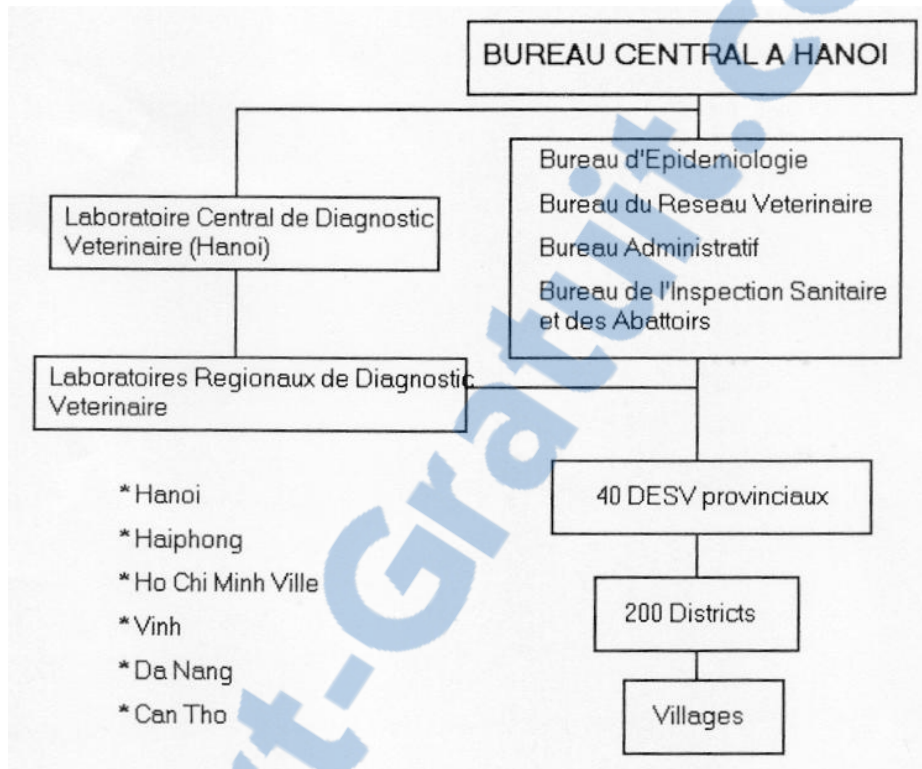 BUREAU CENTRAL A HANOI
Bureau d'Epidemiologie
Bureau du Reseau Veterinaire
Bureau Administratif
Bureau de l'Inspection Sanitaire
et des Abattoirs
Laboratoire Central de Diagnostic
Veterinaire (Hanoi)
Laboratoires Regionaux de Diagnostic
Veterinaire
* Hanoi
* Haiphong
* Ho Chi Minh Ville
* Vinh
* Da Nang
* Can Tho
40 DESV provinciaux
200 Districts
Villages
t-Gratuit.c